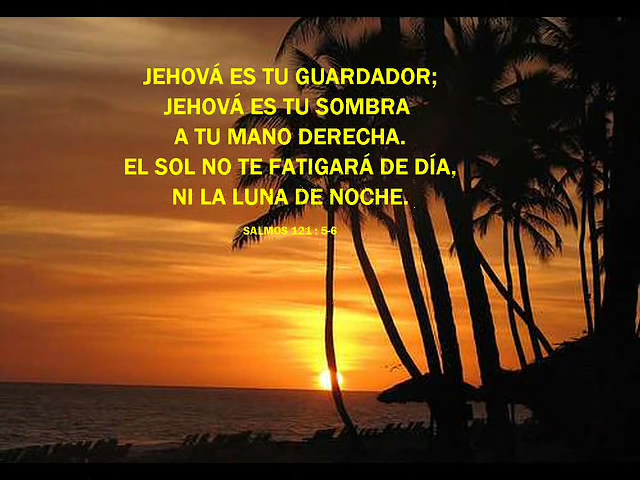 JEHOVÁ ES TU GUARDADOR;
JEHOVÁ ES TU SOMBRA
A TU MANO DERECHA.
EL SOL NO TE FATIGARÁ DE DÍA,
NI LA LUNA DE NOCHE.
SALMOS 121 : 5-6